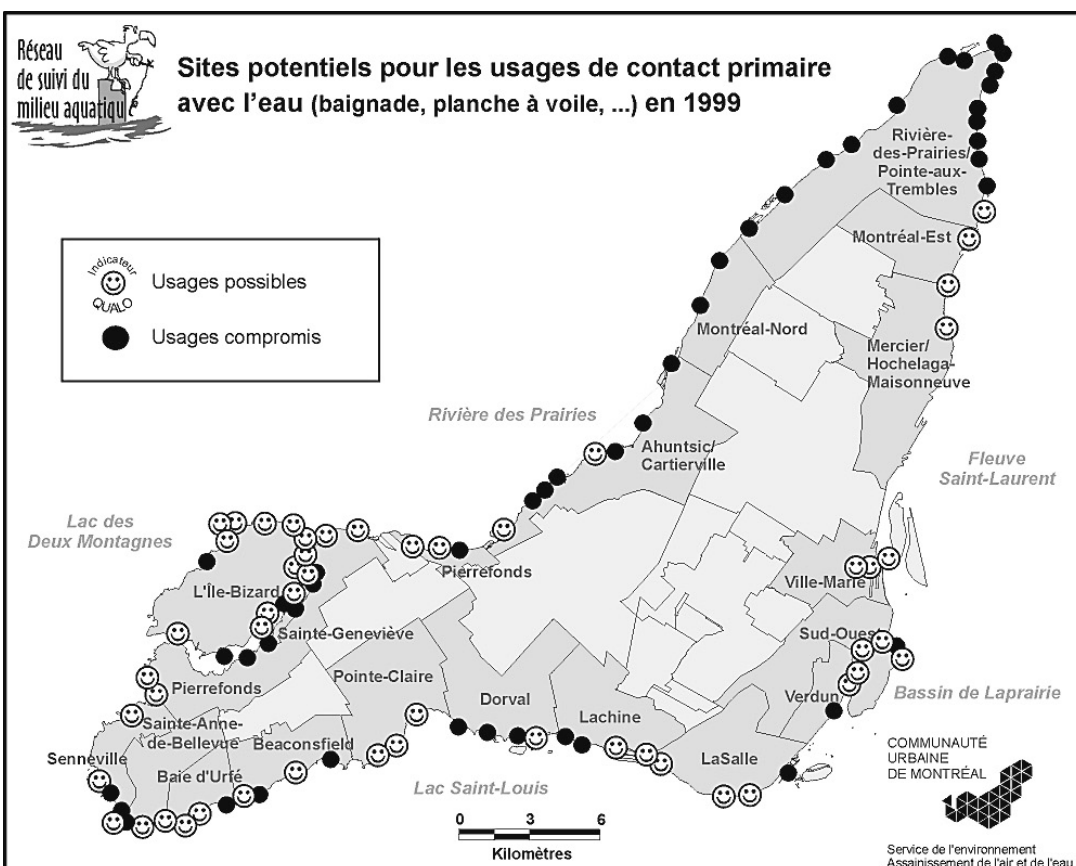 Réseau
de suivi du
milieu aquatique
Sites potentiels pour les usages de contact primaire
avec l'eau (baignade, planche à voile, ...) en 1999
Indicateur
QUALO
Usages possibles
Usages compromis
Rivière-
des-Prairies/
Pointe-aux-
Trembles
Montréal-Est
Montréal-Nord
Mercier/
Hochelaga-
Maisonneuve
Rivière des Prairies
Ahuntsic/
Cartierville
Fleuve
Saint-Laurent
Lac des
Deux Montagnes
Pierrefonds
Ville-Marie
L'Île-Bizard
Sainte-Geneviève
Sud-Ouest
Pointe-Claire
Pierrefonds
Dorval
Verdun
Bassin de Laprairie
Sainte-Anne-
de-Bellevue
Lachine
Senneville
Beaconsfield
LaSalle
Baie d'Urfé
Lac Saint-Louis
COMMUNAUTÉ
URBAINE
DE MONTRÉAL
0 3 6
Kilomètres
Service de l'environnement
Assainissement de l'air et de l'eau